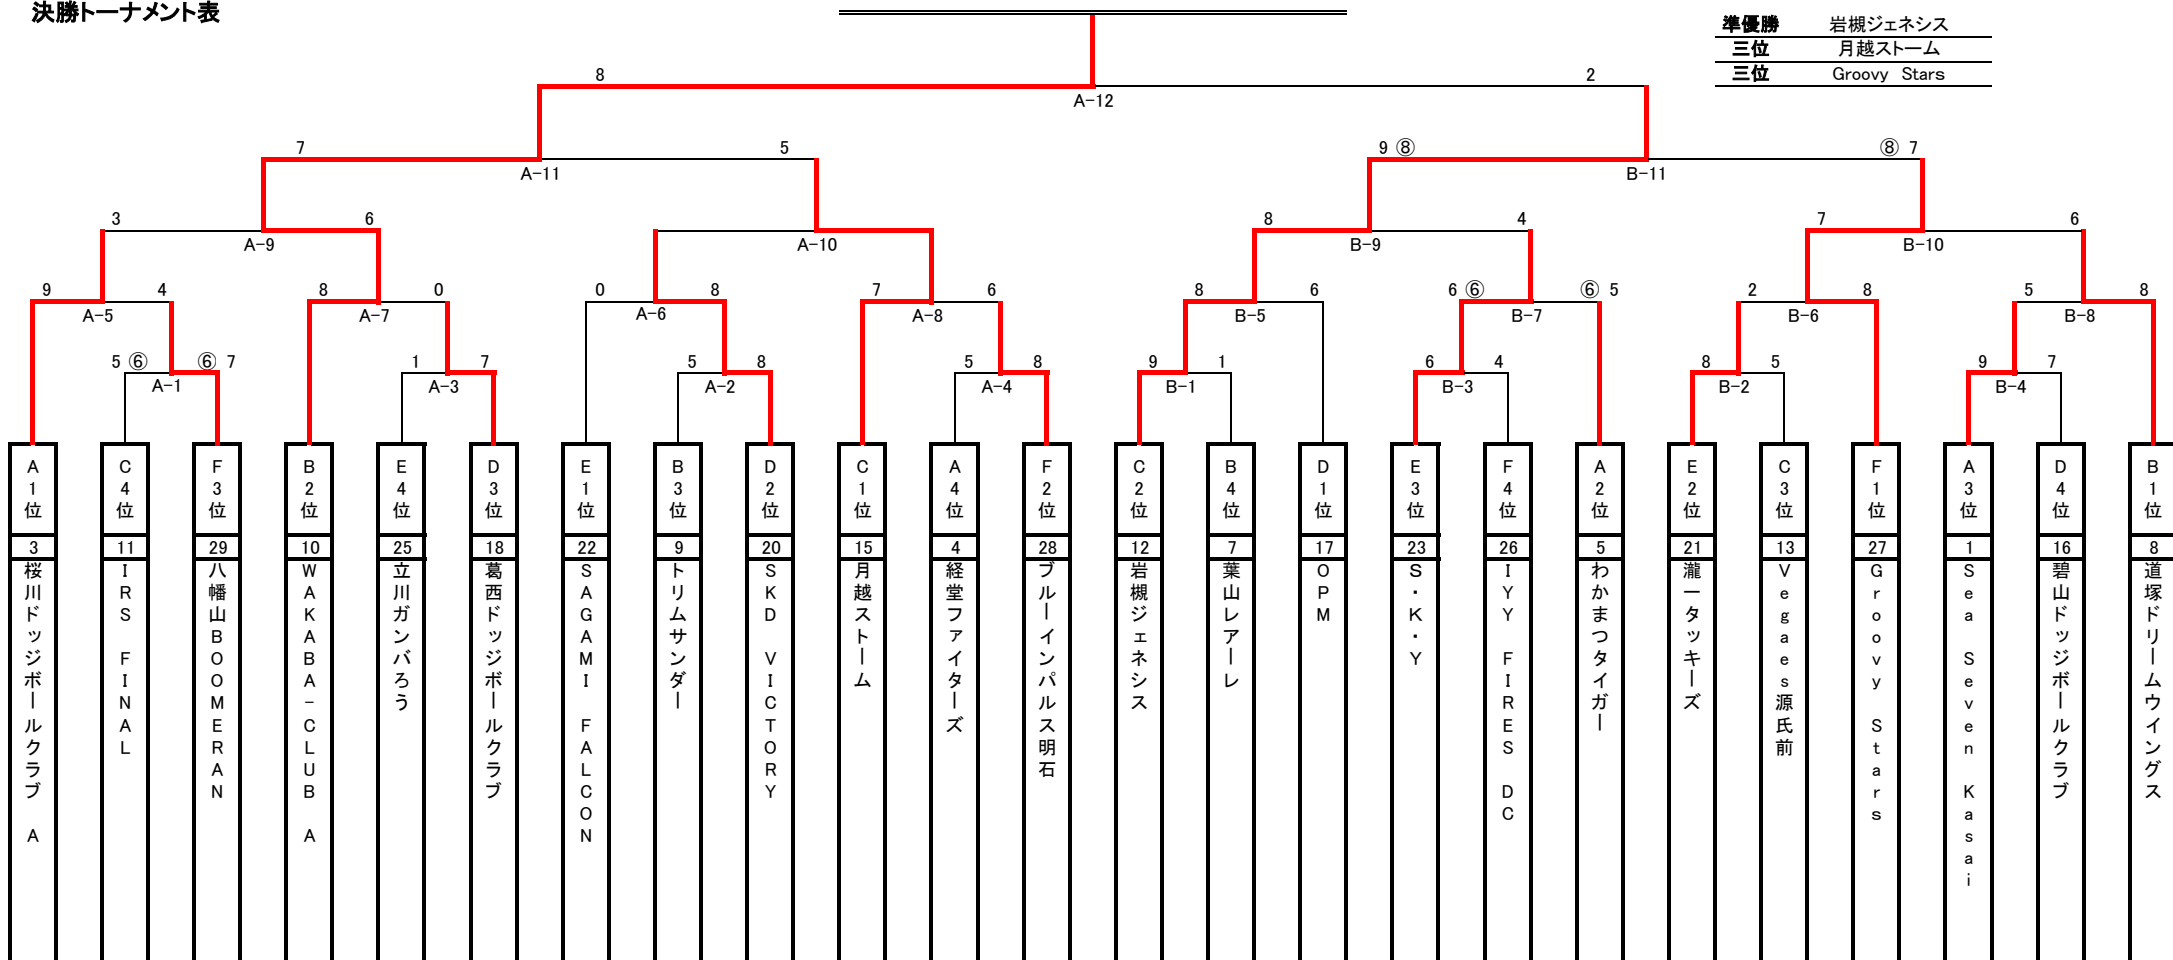 決勝トーナメント表
準優勝 岩槻ジェネシス
三位 月越ストーム
三位 Groovy Stars
8 2
A-12
7 5 9 ⑧ ⑧ 7
A-11 B-11
3 6 8 4 7 6
A-9 A-10 B-9 B-10
9 4 8 0 0 8 7 6 8 6 6 ⑥ ⑥ 5 2 8 5 8
A-5 A-7 A-6 A-8 B-5 B-7 B-6 B-8
5 ⑥ ⑥ 7 1 7 5 8 5 8 9 1 6 4 8 5 9 7
A-1 A-3 A-2 A-4 B-1 B-3 B-2 B-4
A1位 3 桜川ドッジボールクラブ A
C4位 11 IRS FINAL
F3位 29 八幡山BOOMERAN
B2位 10 WAKABA-CLUB A
E4位 25 立川ガンバろう
D3位 18 葛西ドッジボールクラブ
E1位 22 SAGAMI FALCON
B3位 9 トリムサンダー
D2位 20 SKD VICTORY
C1位 15 月越ストーム
A4位 4 経堂ファイターズ
F2位 28 ブルーインパルス明石
C2位 12 岩槻ジェネシス
B4位 7 葉山レアーレ
D1位 17 OPM
E3位 23 S・K・Y
F4位 26 IYY FIRES DC
A2位 5 わかまつタイガー
E2位 21 瀧一タッキーズ
C3位 13 Vegaes源氏前
F1位 27 Groovy Stars
A3位 1 Sea Seven Kasai
D4位 16 碧山ドッジボールクラブ
B1位 8 道塚ドリームウイングス